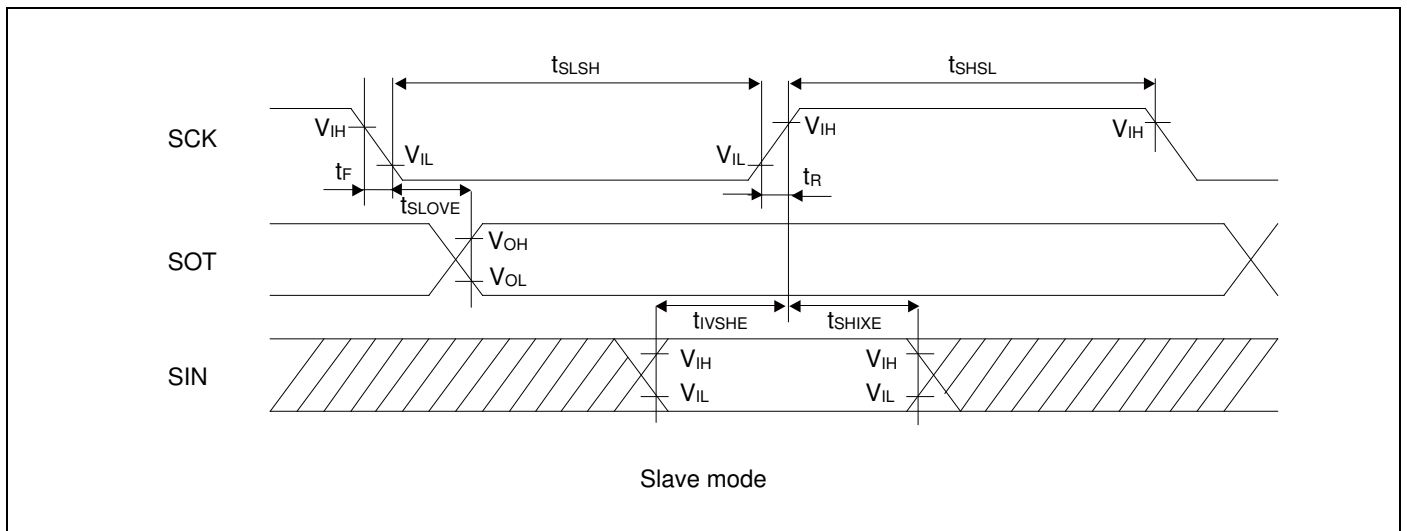 tSLSH
tSHSL
SCK
VIH
VIL
VIL
VIH
VIH
tF
tSLOVE
tR
SOT
VOH
VOL
tIVSHE
tSHIXE
SIN
VIH
VIL
VIH
VIL
Slave mode